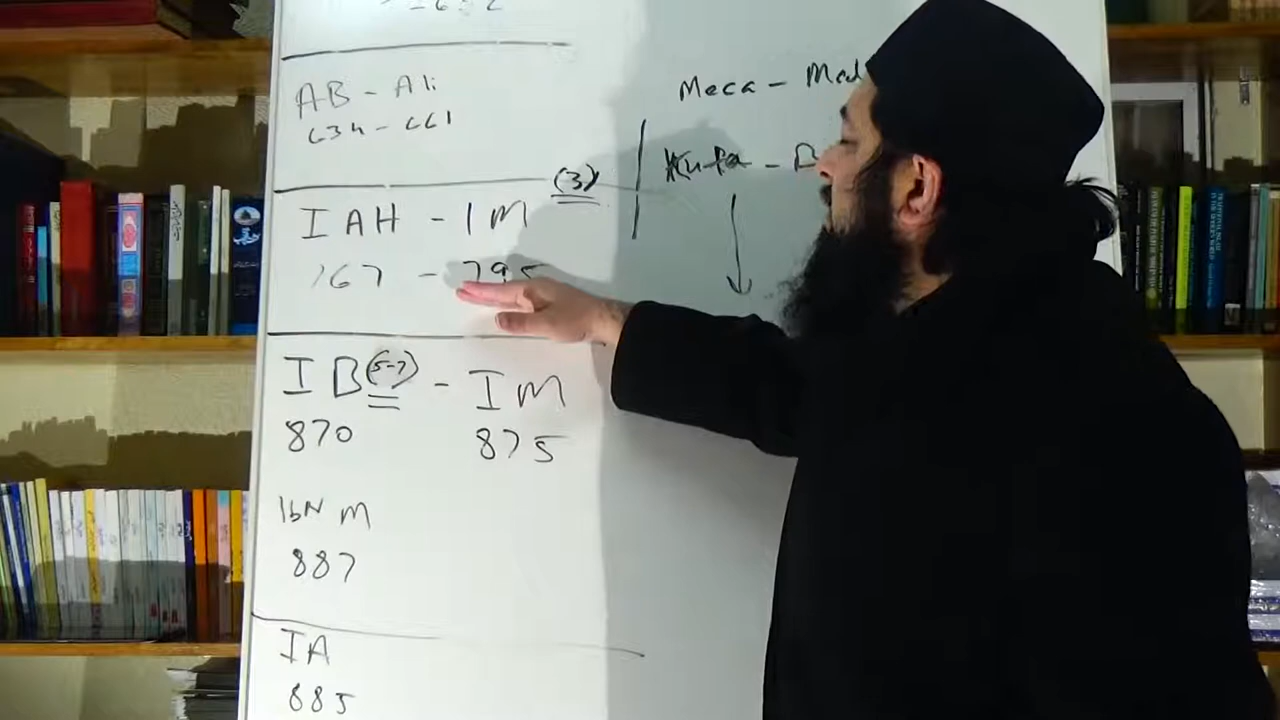 AB - Ali
634 - 661
Meca - Mad
Kufa - B
(3)
IAH - IM
767 - 795
IB (5-7) - IM
870 875
IbN M
887
IA
885